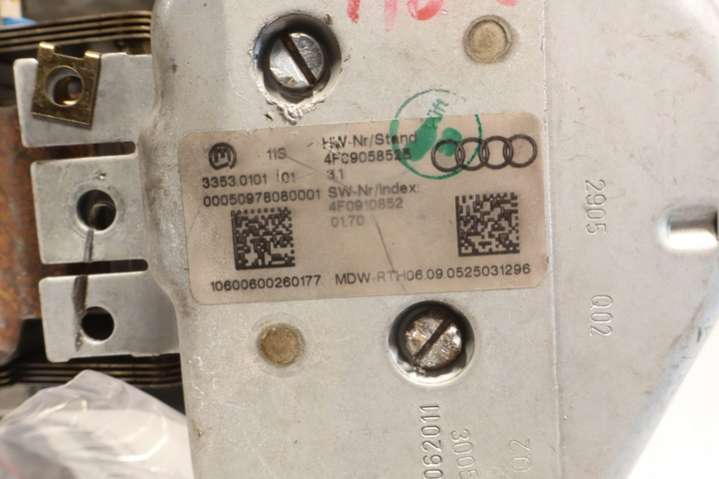 11S
3353.0101 01
00050978080001
HW-Nr/Stand
4F0905852B
3.1
SW-Nr/Index:
4F0910852
0170
10600600260177
MDW-RTH06.09.0525031296
2905 Q02
3005